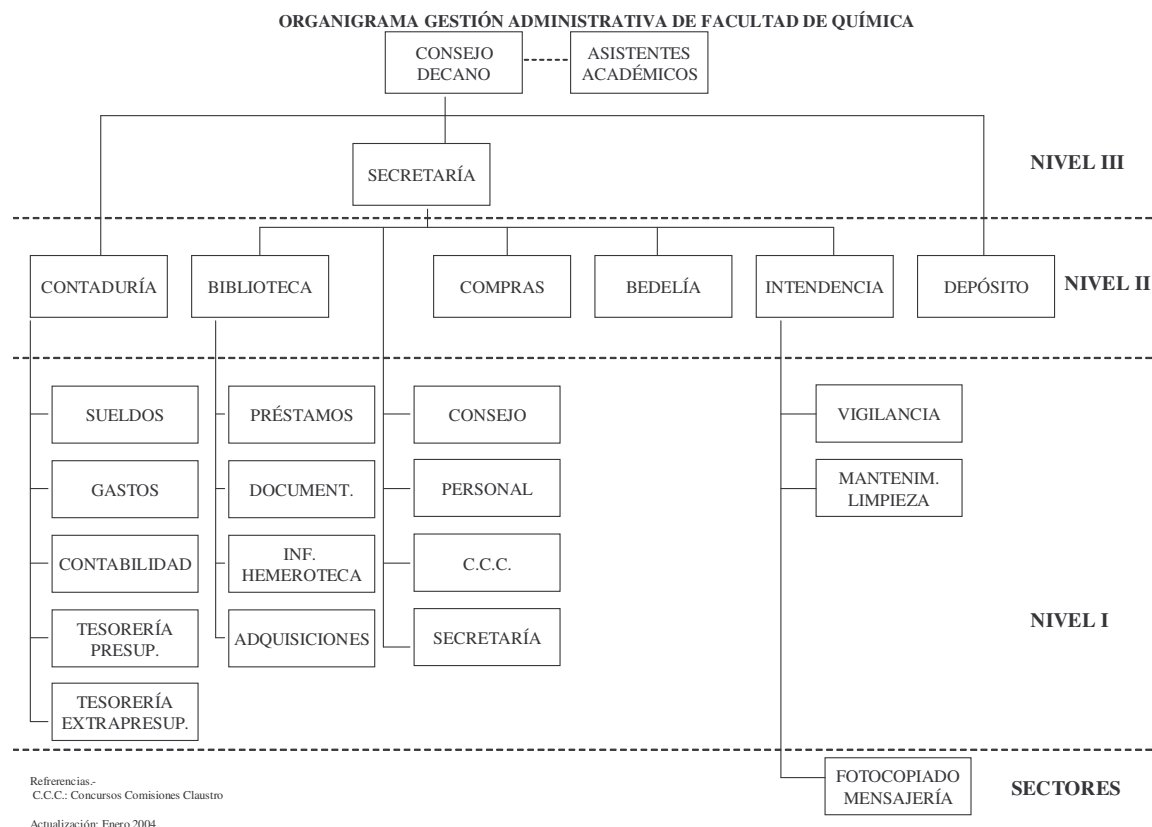 ORGANIGRAMA GESTIÓN ADMINISTRATIVA DE FACULTAD DE QUÍMICA
CONSEJO
DECANO
ASISTENTES
ACADÉMICOS
SECRETARÍA
NIVEL III
CONTADURÍA
BIBLIOTECA
COMPRAS
BEDELÍA
INTENDENCIA
DEPÓSITO
NIVEL II
SUELDOS
GASTOS
CONTABILIDAD
TESORERÍA
PRESUP.
TESORERÍA
EXTRAPRESUP.
PRÉSTAMOS
DOCUMENT.
INF.
HEMEROTECA
ADQUISICIONES
CONSEJO
PERSONAL
C.C.C.
SECRETARÍA
VIGILANCIA
MANTENIM.
LIMPIEZA
NIVEL I
FOTOCOPIADO
MENSAJERÍA
SECTORES
Refrerencias.-
C.C.C.: Concursos Comisiones Claustro
Actualización: Enero 2004